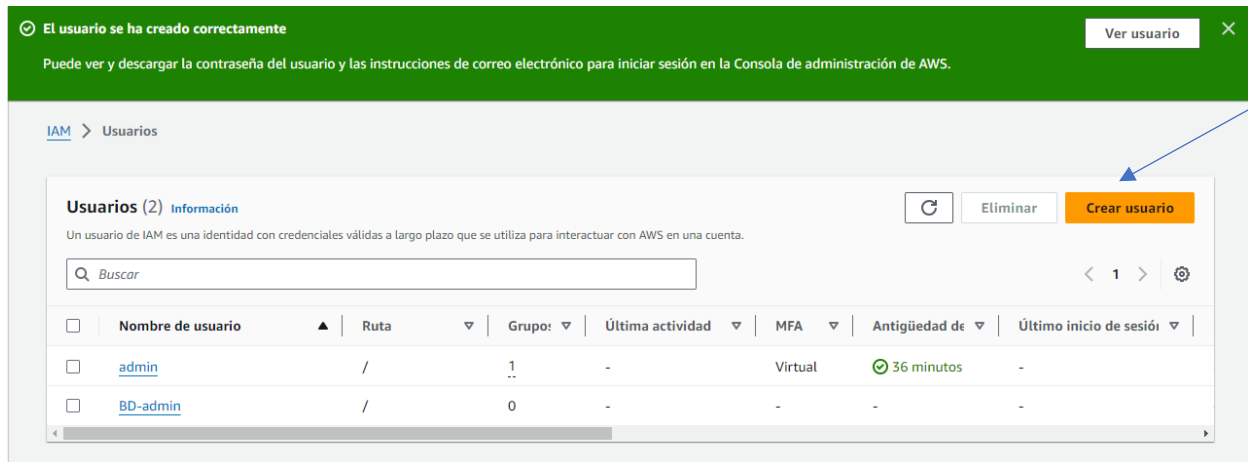 El usuario se ha creado correctamente
Ver usuario
Puede ver y descargar la contraseña del usuario y las instrucciones de correo electrónico para iniciar sesión en la Consola de administración de AWS.
IAM > Usuarios
Usuarios (2) Información
Eliminar
Crear usuario
Un usuario de IAM es una identidad con credenciales válidas a largo plazo que se utiliza para interactuar con AWS en una cuenta.
Buscar
< 1 >
Nombre de usuario Ruta Grupos Última actividad MFA Antigüedad de Último inicio de sesión
admin / 1 - Virtual 36 minutos -
BD-admin / 0 - - - -